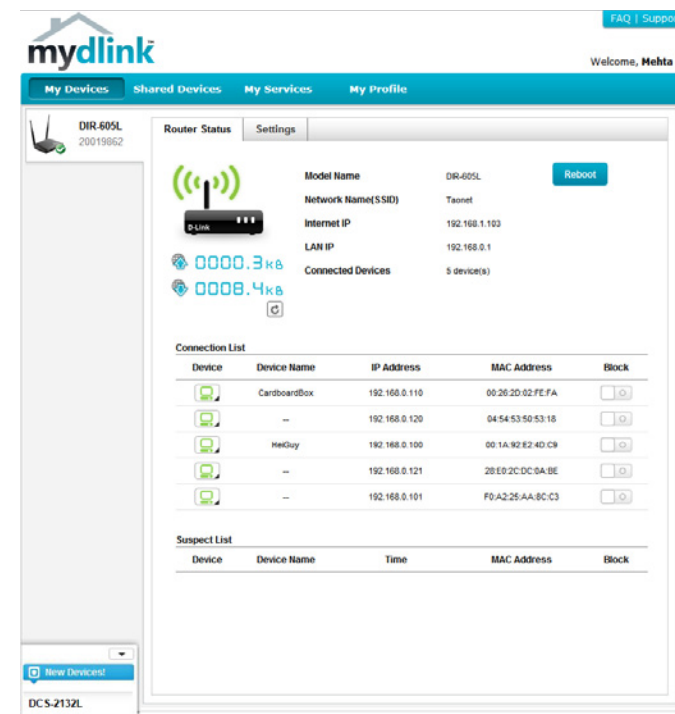 FAQ | Suppo
mydlink
Welcome, Mehta
My Devices Shared Devices My Services My Profile
DIR-605L
20019862
Router Status Settings
Model Name DIR-605L Reboot
Network Name(SSID) Taonet
D-Link
Internet IP 192.168.1.103
LAN IP 192.168.0.1
0000.3KB
Connected Devices 5 device(s)
0008.4KB
Connection List
Device Device Name IP Address MAC Address Block
CardboardBox 192.168.0.110 00:26:2D:02:FE:FA
-- 192.168.0.120 04:54:53:50:53:18
HeiGuy 192.168.0.100 00:1A:92:E2:4D:C9
-- 192.168.0.121 28:E0:2C:DC:0A:BE
-- 192.168.0.101 F0:A2:25:AA:8C:C3
Suspect List
Device Device Name Time MAC Address Block
New Devices!
DCS-2132L